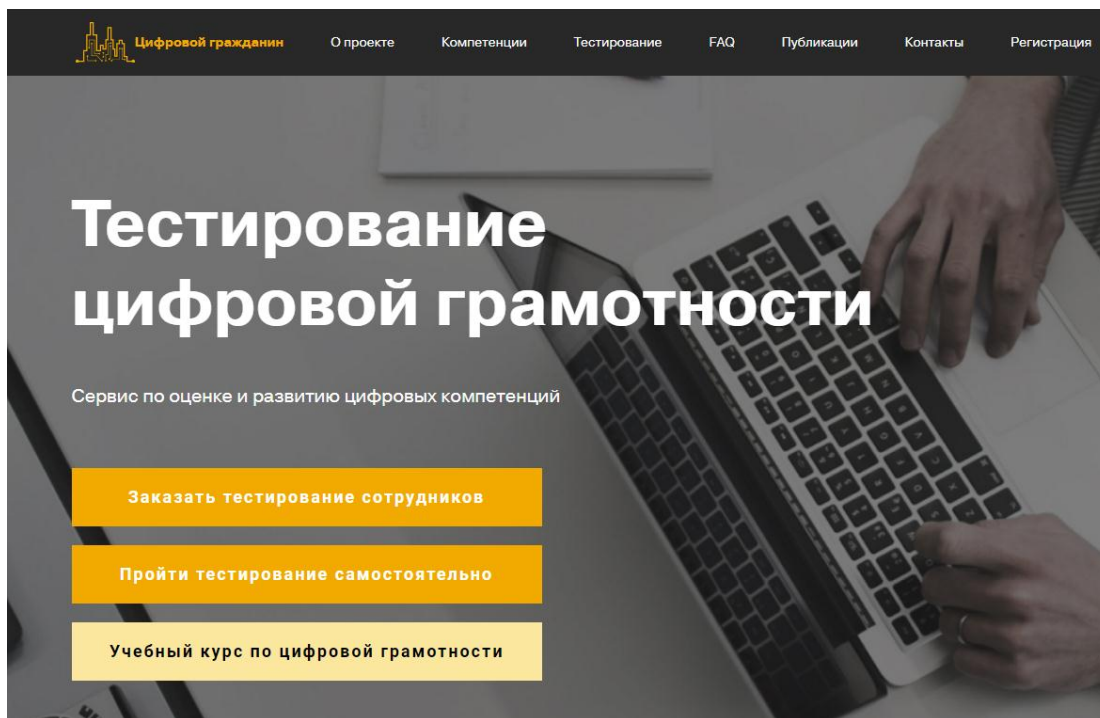 Цифровой гражданин
О проекте
Компетенции
Тестирование
FAQ
Публикации
Контакты
Регистрация
Тестирование
цифровой грамотности
Сервис по оценке и развитию цифровых компетенций
Заказать тестирование сотрудников
Пройти тестирование самостоятельно
Учебный курс по цифровой грамотности